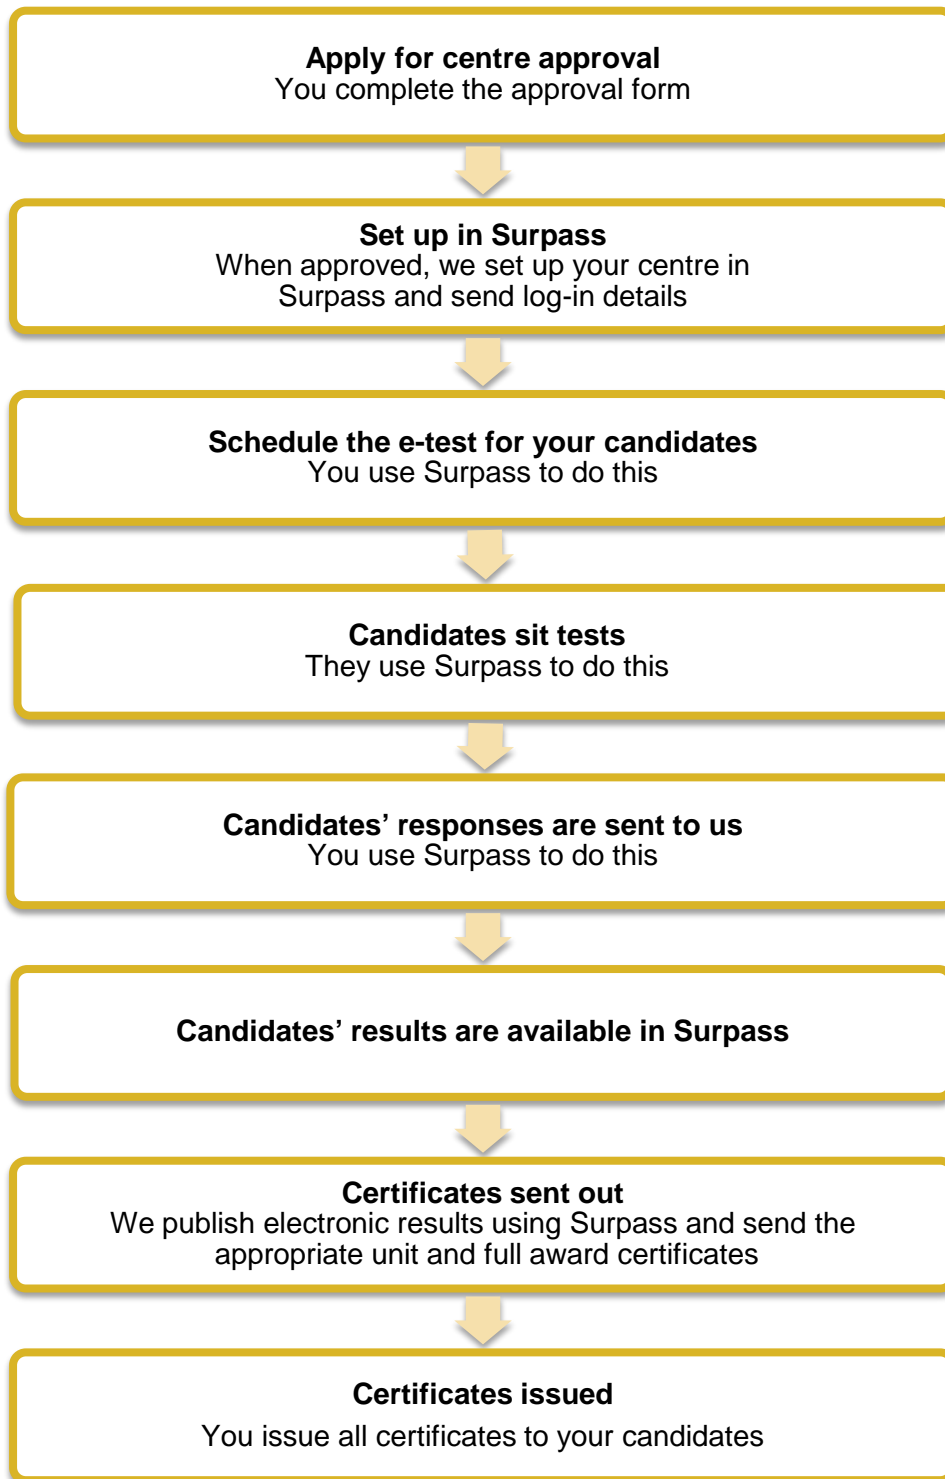 Apply for centre approval
You complete the approval form
Set up in Surpass
When approved, we set up your centre in
Surpass and send log-in details
Schedule the e-test for your candidates
You use Surpass to do this
Candidates sit tests
They use Surpass to do this
Candidates’ responses are sent to us
You use Surpass to do this
Candidates’ results are available in Surpass
Certificates sent out
We publish electronic results using Surpass and send the
appropriate unit and full award certificates
Certificates issued
You issue all certificates to your candidates